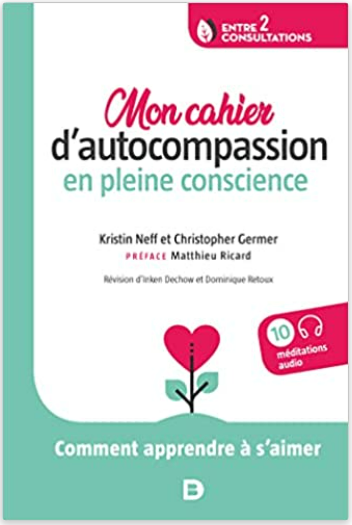 ENTRE 2
CONSULTATIONS
Mon cahier
d'autocompassion
en pleine conscience
Kristin Neff et Christopher Germer
PRÉFACE Matthieu Ricard
Révision d'Inken Dechow et Dominique Retoux
10
méditations
audio
Comment apprendre à s'aimer
D